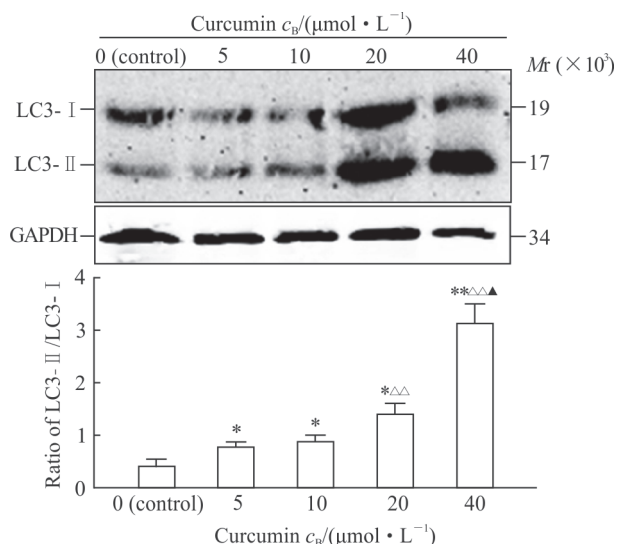 Curcumin cB/(μmol·L−1)
0 (control) 5 10 20 40
Mr (×10³)
LC3-Ⅰ 19
LC3-Ⅱ 17
GAPDH 34
Ratio of LC3-Ⅱ/LC3-Ⅰ
4
3
2
1
0
* * *△△ **△△▲
0 (control) 5 10 20 40
Curcumin cB/(μmol·L−1)